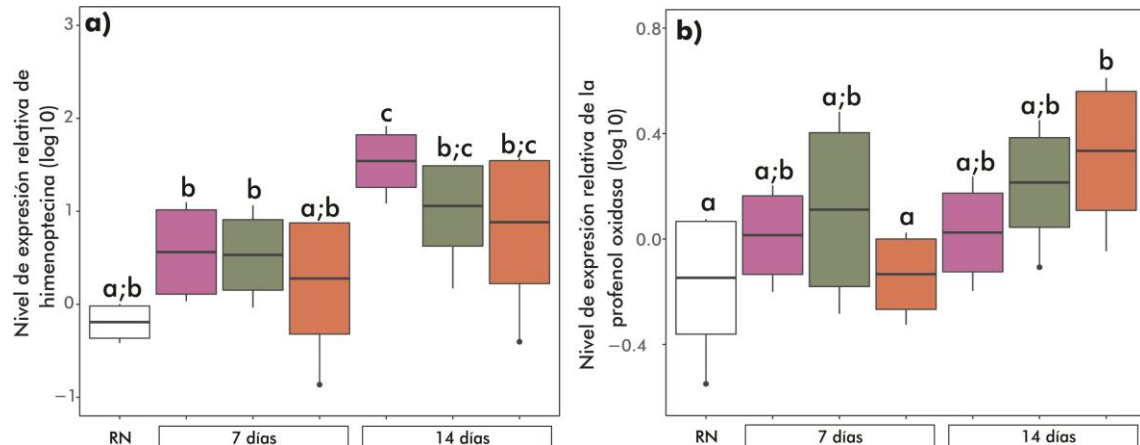 a)
Nivel de expresión relativa de
himenoptecina (log10)
3
2
1
0
−1
a;b
b
b
a;b
c
b;c
b;c
RN
7 días
14 días
b)
Nivel de expresión relativa de la
profenol oxidasa (log10)
0.8
0.4
0.0
−0.4
a
a;b
a;b
a
a;b
a;b
b
RN
7 días
14 días